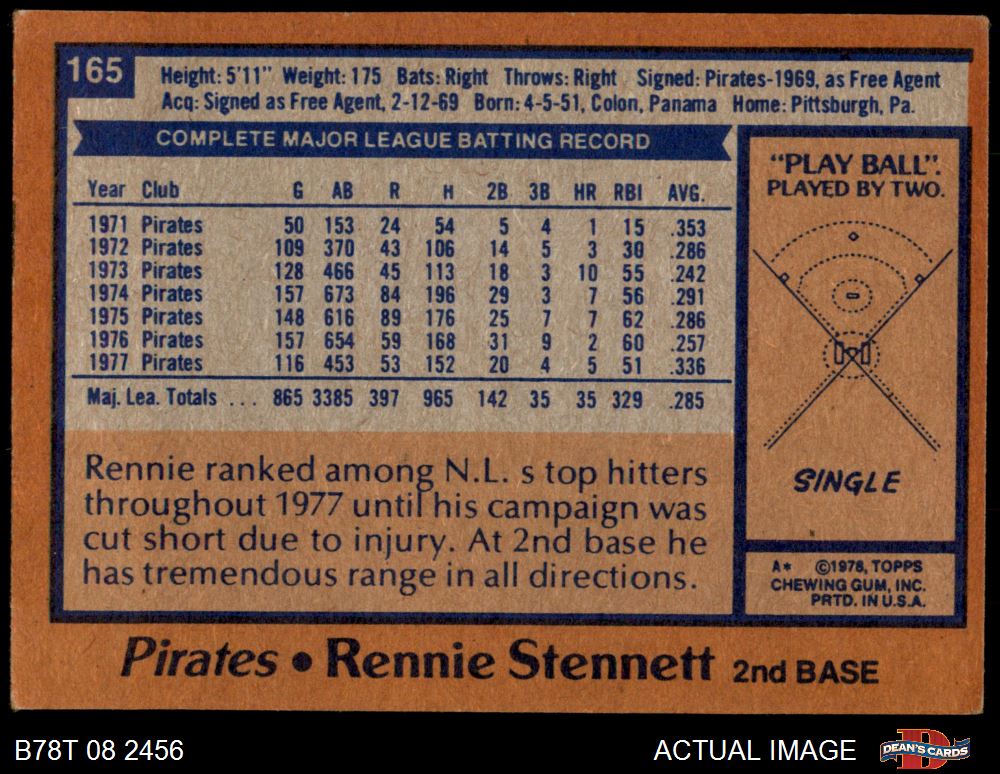 165
Height: 5'11" Weight: 175 Bats: Right Throws: Right Signed: Pirates-1969, as Free Agent
Acq: Signed as Free Agent, 2-12-69 Born: 4-5-51, Colon, Panama Home: Pittsburgh, Pa.
COMPLETE MAJOR LEAGUE BATTING RECORD
Year Club G AB R H 2B 3B HR RBI AVG.
1971 Pirates 50 153 24 54 5 4 1 15 .353
1972 Pirates 109 370 43 106 14 5 3 30 .286
1973 Pirates 128 466 45 113 18 3 10 55 .242
1974 Pirates 157 673 84 196 29 3 7 56 .291
1975 Pirates 148 616 89 176 25 7 7 62 .286
1976 Pirates 157 654 59 168 31 9 2 60 .257
1977 Pirates 116 453 53 152 20 4 5 51 .336
Maj. Lea. Totals ... 865 3385 397 965 142 35 35 329 .285
Rennie ranked among N.L. s top hitters
throughout 1977 until his campaign was
cut short due to injury. At 2nd base he
has tremendous range in all directions.
"PLAY BALL".
PLAYED BY TWO.
SINGLE
A* ©1978, TOPPS
CHEWING GUM, INC.
PRTD. IN U.S.A.
Pirates • Rennie Stennett 2nd BASE
B78T 08 2456 ACTUAL IMAGE DEAN'S CARDS